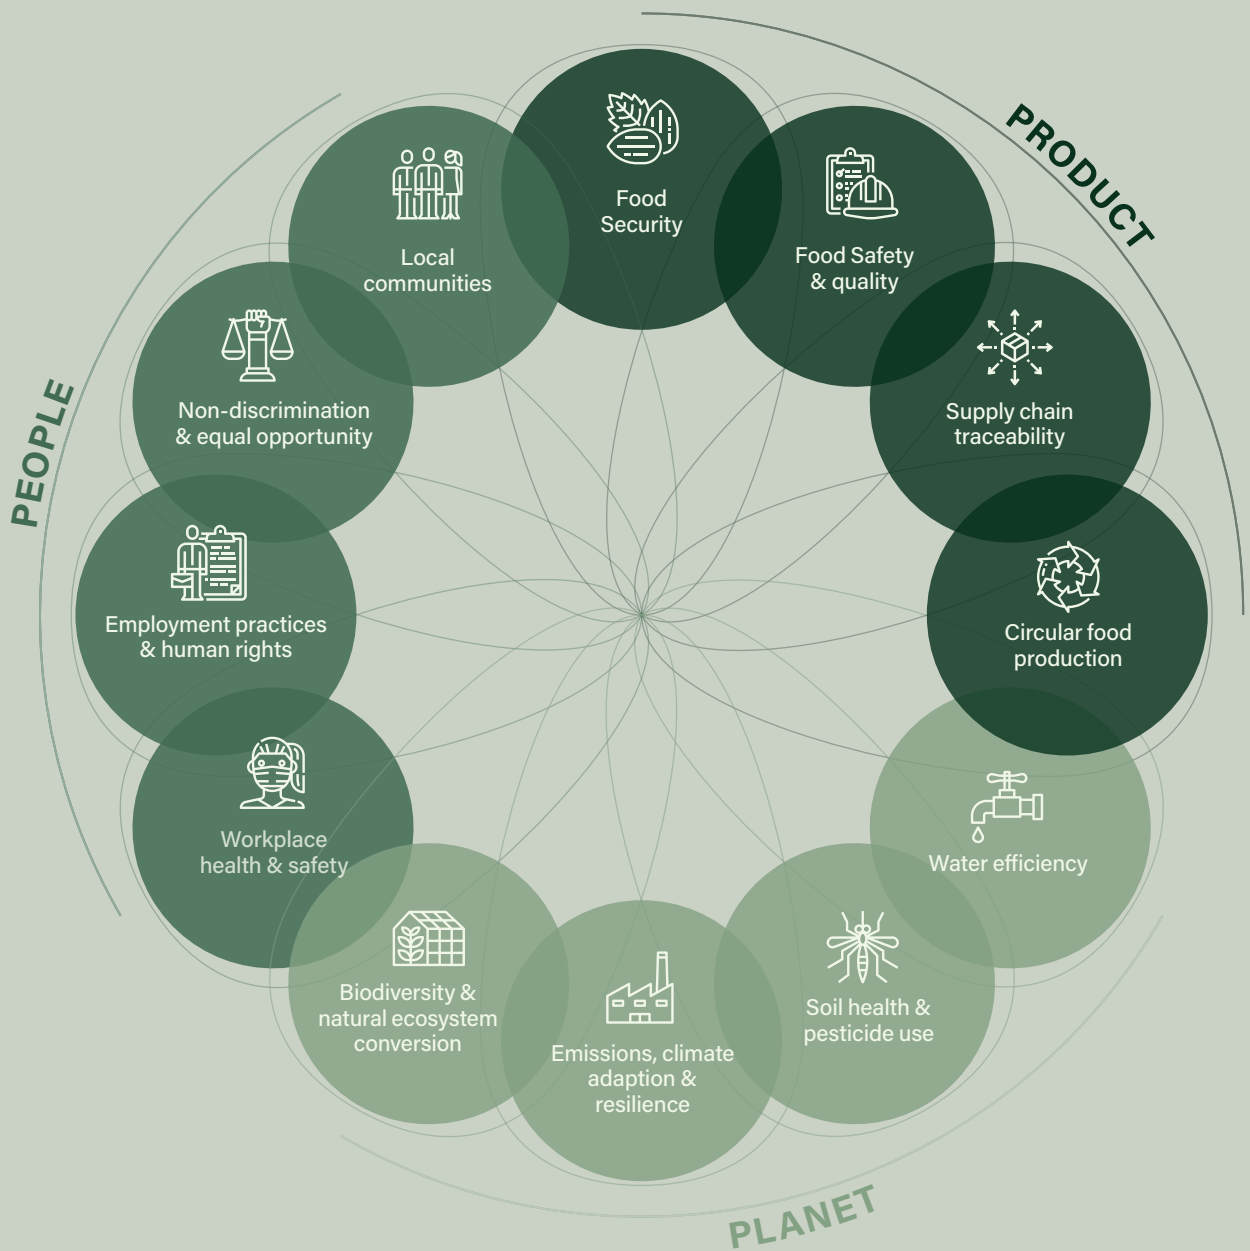 PRODUCT
Food
Security
Food Safety
& quality
Supply chain
traceability
Circular food
production
Water efficiency
Soil health &
pesticide use
Emissions, climate
adaption &
resilience
Biodiversity &
natural ecosystem
conversion
PLANET
Workplace
health & safety
Employment practices
& human rights
Non-discrimination
& equal opportunity
Local
communities
PEOPLE